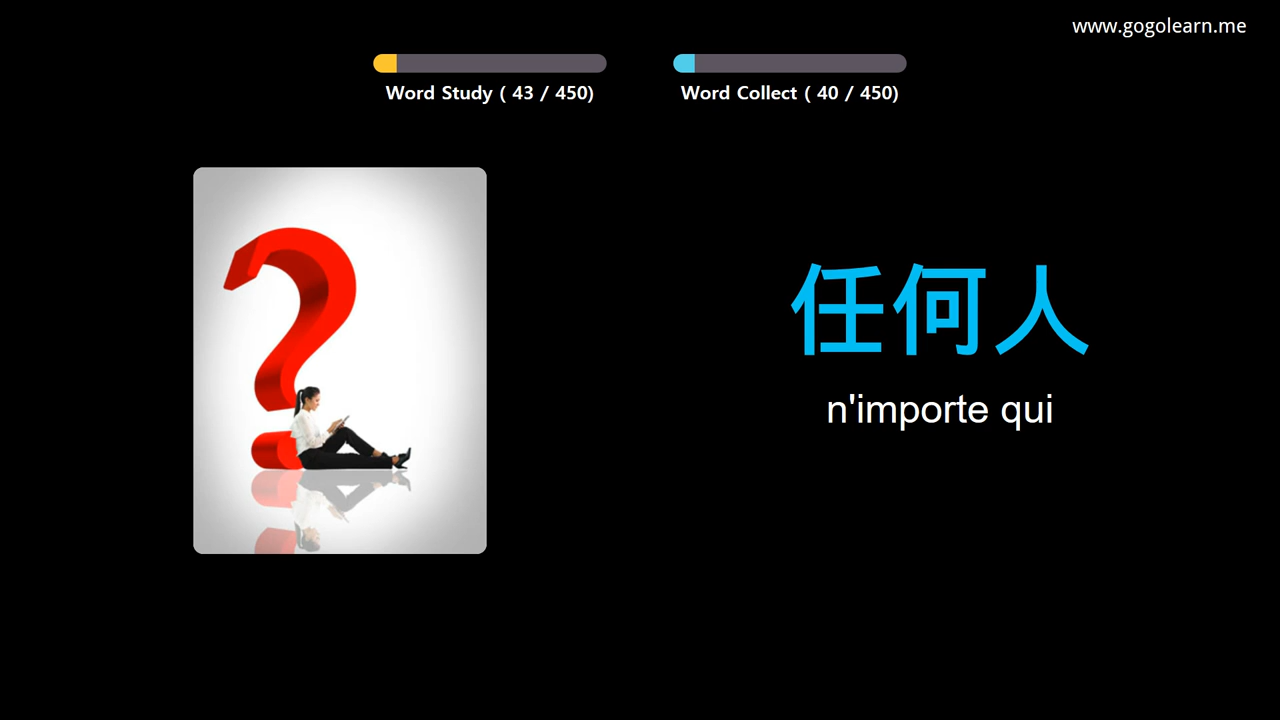 www.gogolearn.me
Word Study ( 43 / 450)
Word Collect ( 40 / 450)
任何人
n'importe qui